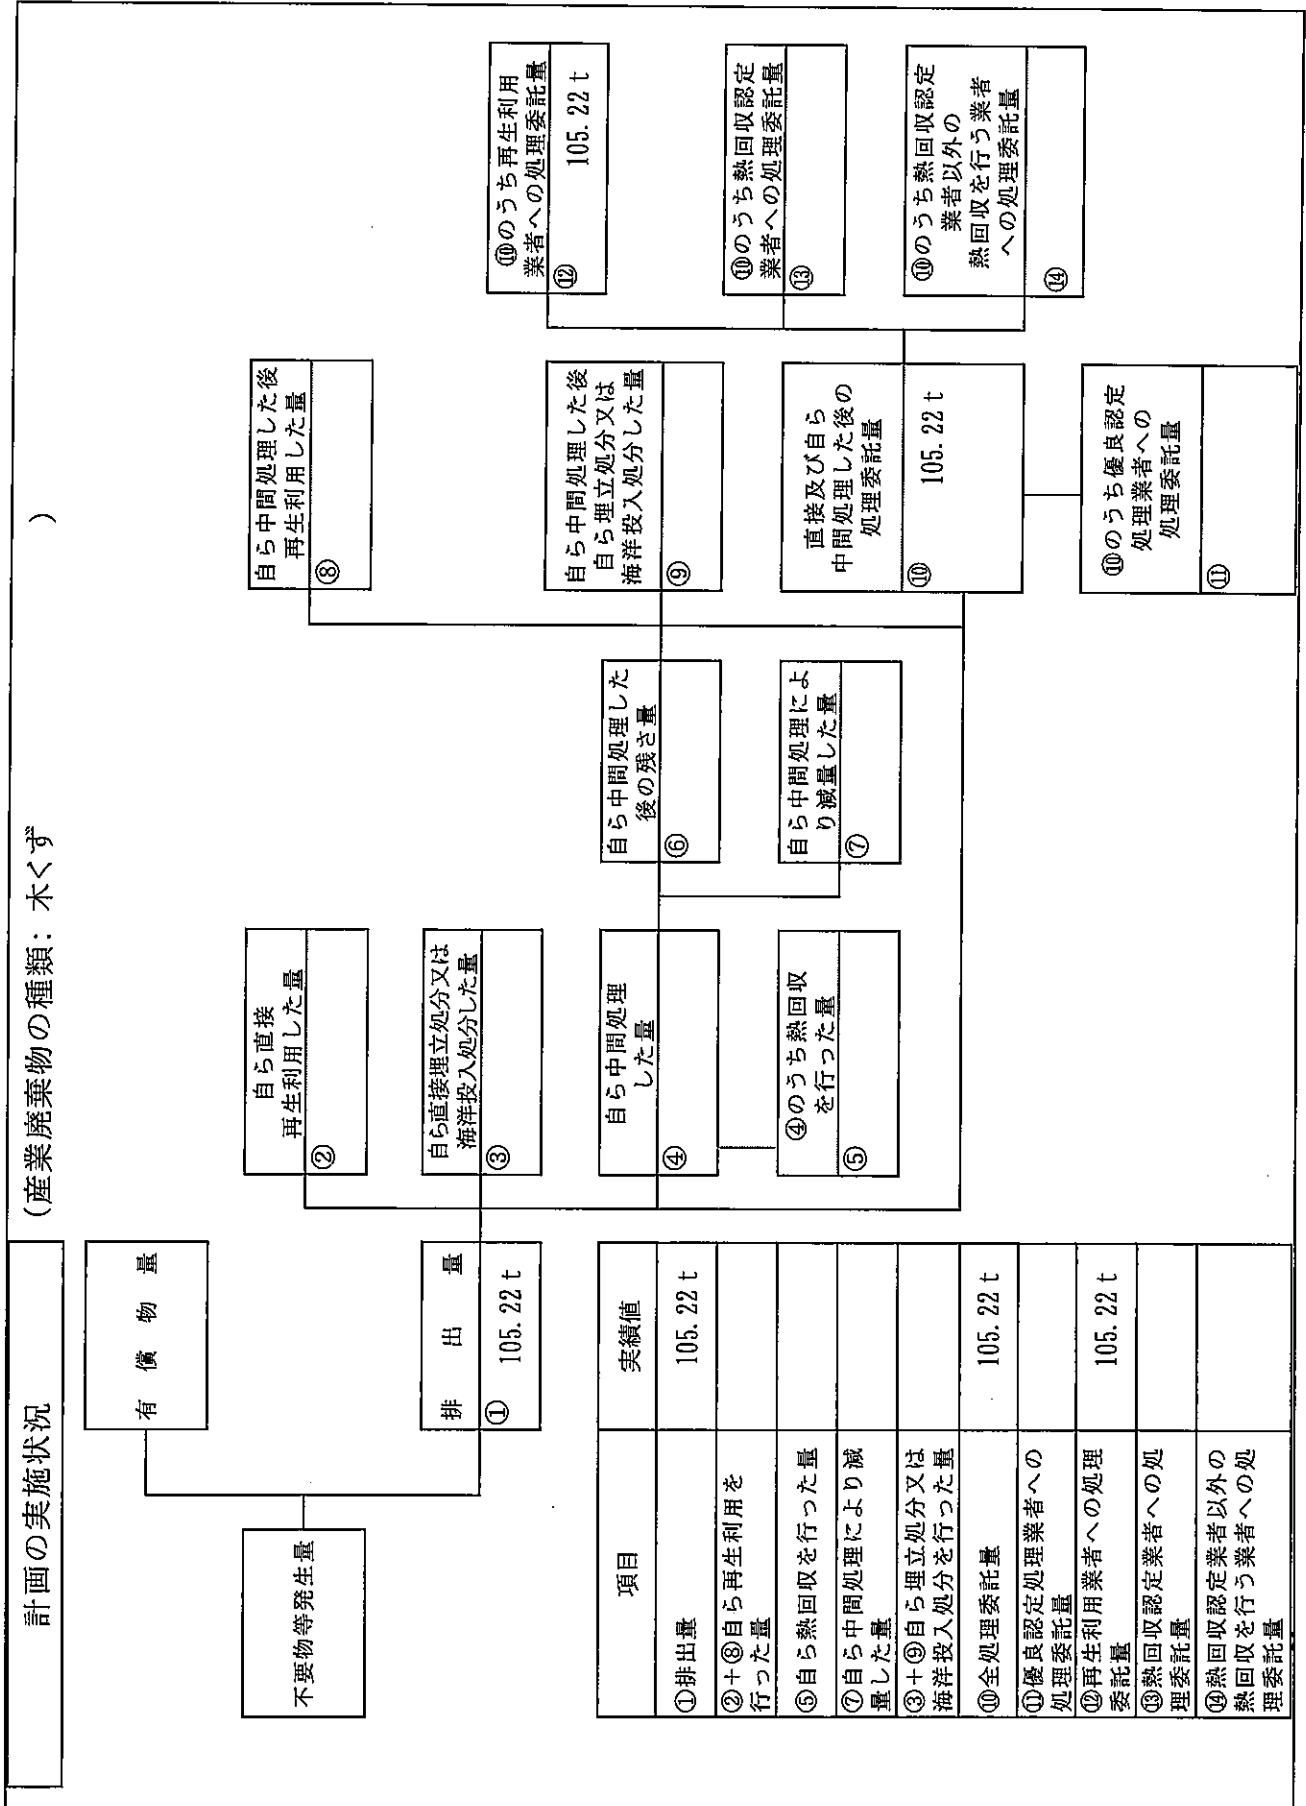 計画の実施状況
(産業廃棄物の種類：木くず　)
不要物等発生量
有償物量
排出量
① 105.22 t
自ら直接
再生利用した量
②
自ら直接埋立処分又は
海洋投入処分した量
③
自ら中間処理
した量
④
④のうち熱回収
を行った量
⑤
自ら中間処理した
後の残さ量
⑥
自ら中間処理によ
り減量した量
⑦
自ら中間処理した後
再生利用した量
⑧
自ら中間処理した後
自ら埋立処分又は
海洋投入処分した量
⑨
直接及び自ら
中間処理した後の
処理委託量
⑩ 105.22 t
⑩のうち優良認定
処理業者への
処理委託量
⑪
⑩のうち再生利用
業者への処理委託量
⑫ 105.22 t
⑩のうち熱回収認定
業者への処理委託量
⑬
⑩のうち熱回収認定
業者以外の
熱回収を行う業者
への処理委託量
⑭
項目 実績値
①排出量 105.22 t
②+⑧自ら再生利用を
行った量
⑤自ら熱回収を行った量
⑦自ら中間処理により減
量した量
③+⑨自ら埋立処分又は
海洋投入処分を行った量
⑩全処理委託量 105.22 t
⑪優良認定処理業者への
処理委託量
⑫再生利用業者への処理
委託量 105.22 t
⑬熱回収認定業者への処
理委託量
⑭熱回収認定業者以外の
熱回収を行う業者への処
理委託量